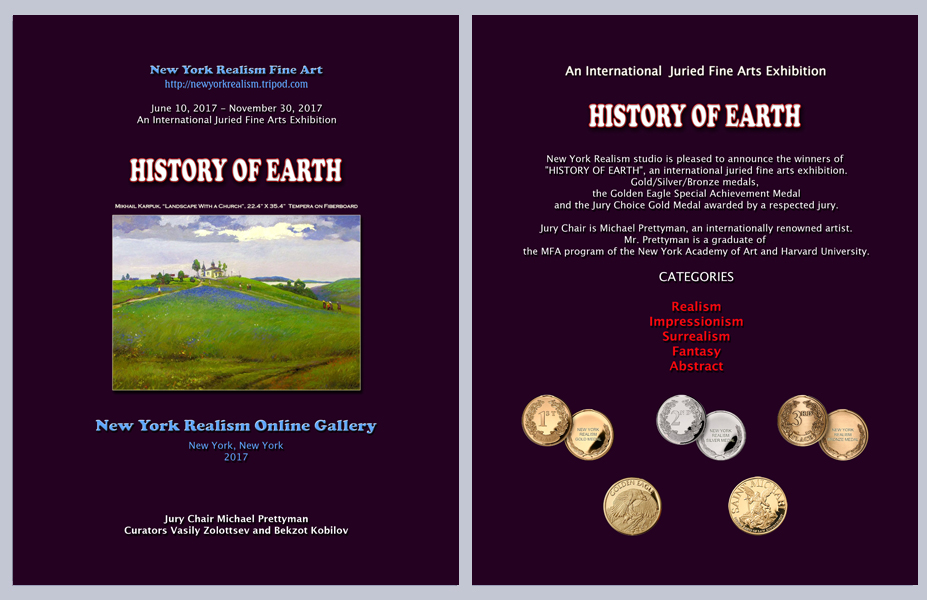 New York Realism Fine Art
http://newyorkrealism.tripod.com
June 10, 2017 - November 30, 2017
An International Juried Fine Arts Exhibition
HISTORY OF EARTH
Mikhail Karpuk, "Landscape With a Church", 22.4" X 35.4" Tempera on Fiberboard
New York Realism Online Gallery
New York, New York
2017
Jury Chair Michael Prettyman
Curators Vasily Zolottsev and Bekzot Kobilov
An International Juried Fine Arts Exhibition
HISTORY OF EARTH
New York Realism studio is pleased to announce the winners of
"HISTORY OF EARTH", an international juried fine arts exhibition.
Gold/Silver/Bronze medals,
the Golden Eagle Special Achievement Medal
and the Jury Choice Gold Medal awarded by a respected jury.
Jury Chair is Michael Prettyman, an internationally renowned artist.
Mr. Prettyman is a graduate of
the MFA program of the New York Academy of Art and Harvard University.
CATEGORIES
Realism
Impressionism
Surrealism
Fantasy
Abstract
1ST
NEW YORK
REALISM
GOLD MEDAL
2ND
NEW YORK
REALISM
SILVER MEDAL
3RD
PLACE
NEW YORK
REALISM
BRONZE MEDAL
GOLDEN EAGLE